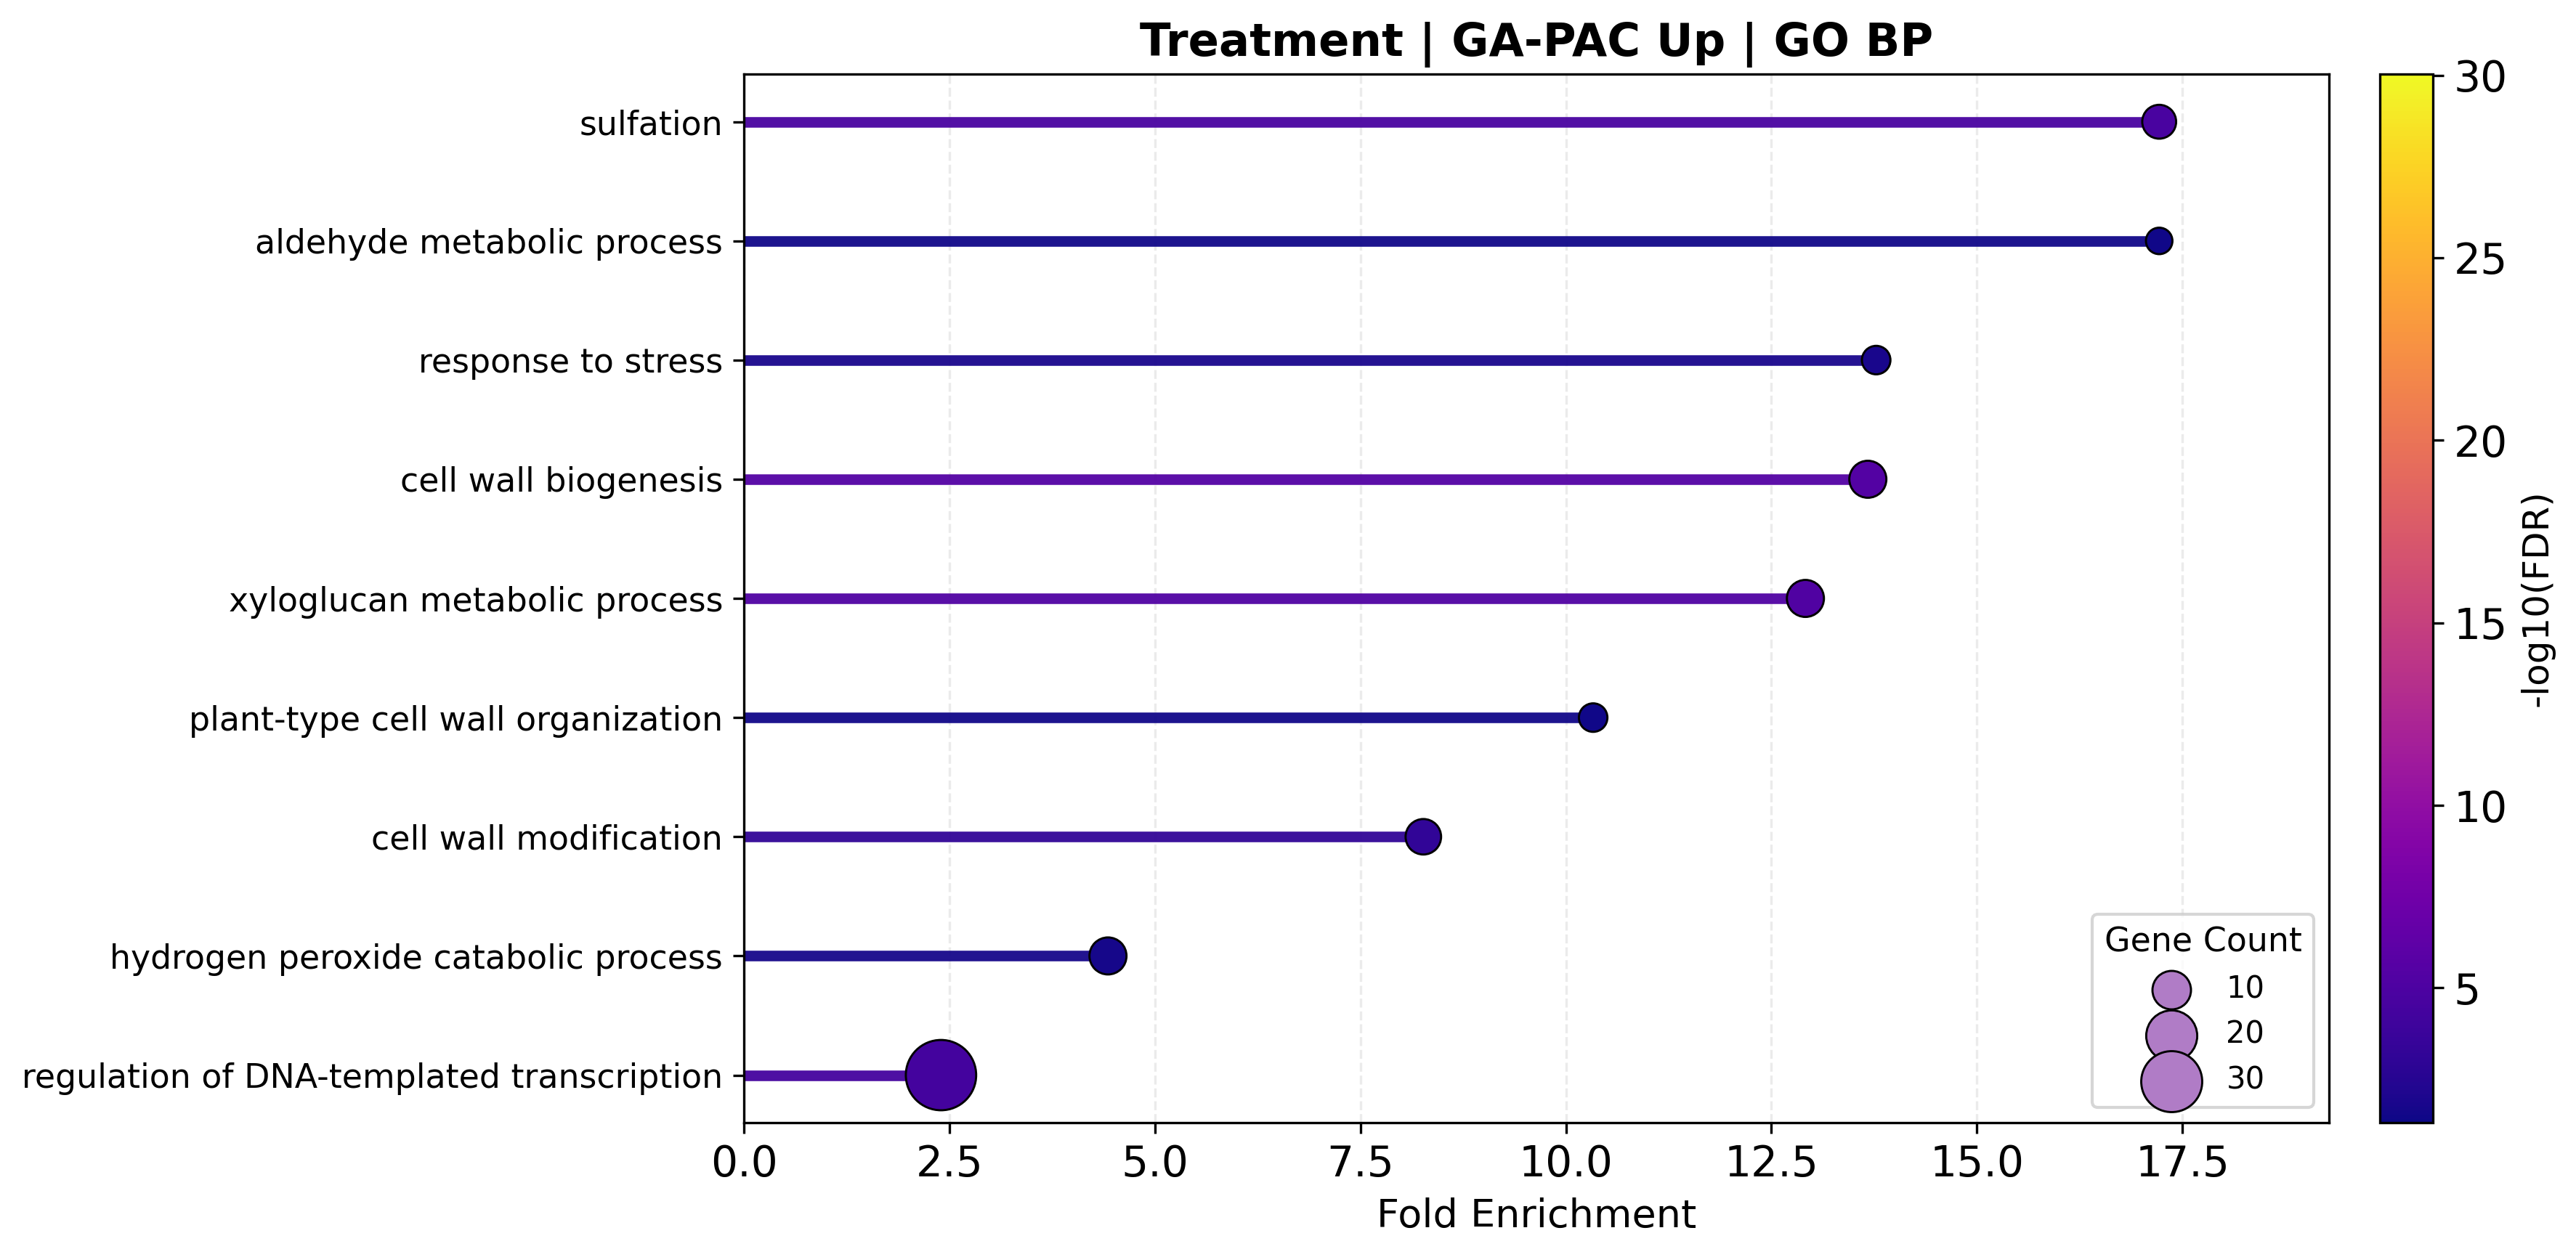 Treatment | GA-PAC Up | GO BP
sulfation
aldehyde metabolic process
response to stress
cell wall biogenesis
xyloglucan metabolic process
plant-type cell wall organization
cell wall modification
hydrogen peroxide catabolic process
regulation of DNA-templated transcription
0.0 2.5 5.0 7.5 10.0 12.5 15.0 17.5
Fold Enrichment
Gene Count
10
20
30
30
25
20
15
10
5
-log10(FDR)